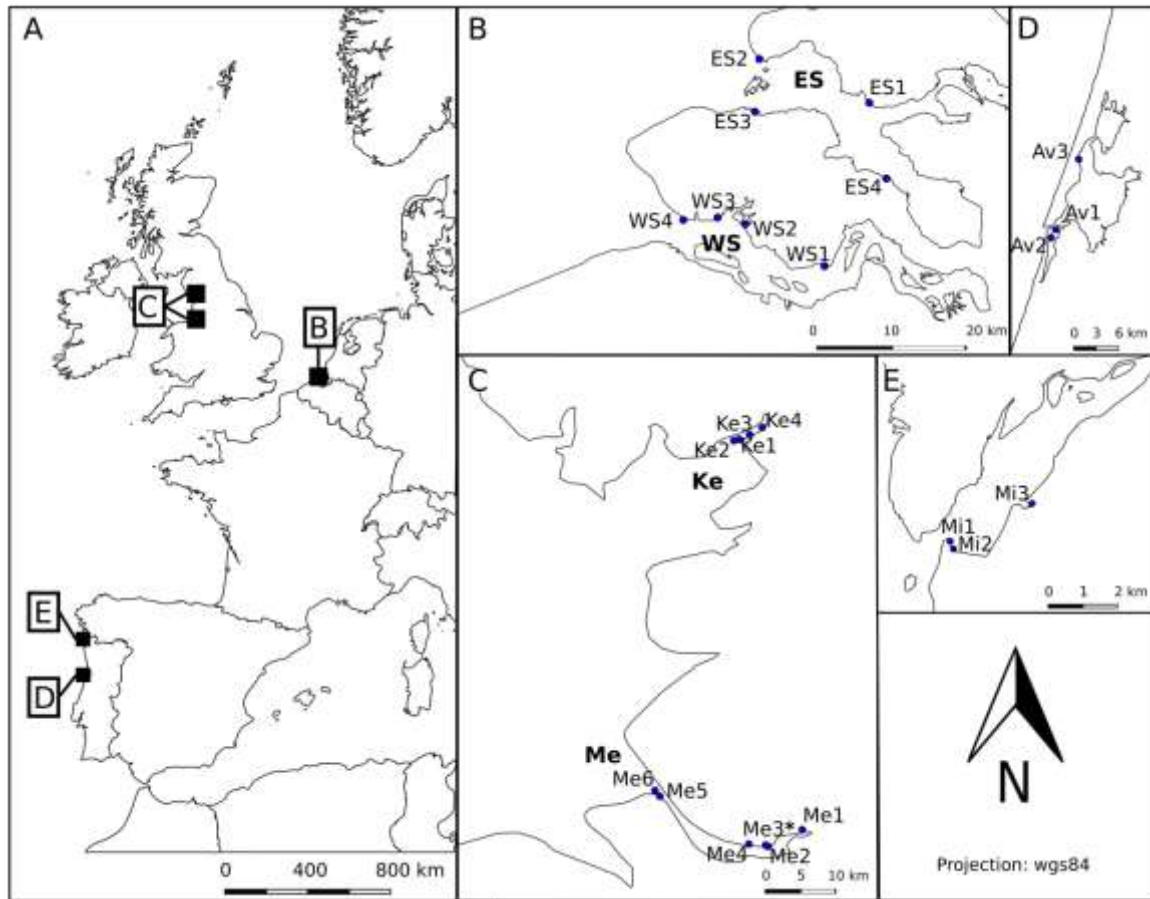 A
C
B
E
D
0 400 800 km
B
ES2
ES
ES1
ES3
ES4
WS3
WS4
WS2
WS
WS1
0 10 20 km
D
Av3
Av1
Av2
0 3 6 km
C
Ke3 Ke4
Ke2 Ke1
Ke
Me
Me6
Me5
Me3* Me1
Me4 Me2
0 5 10 km
E
Mi3
Mi1
Mi2
0 1 2 km
N
Projection: wgs84